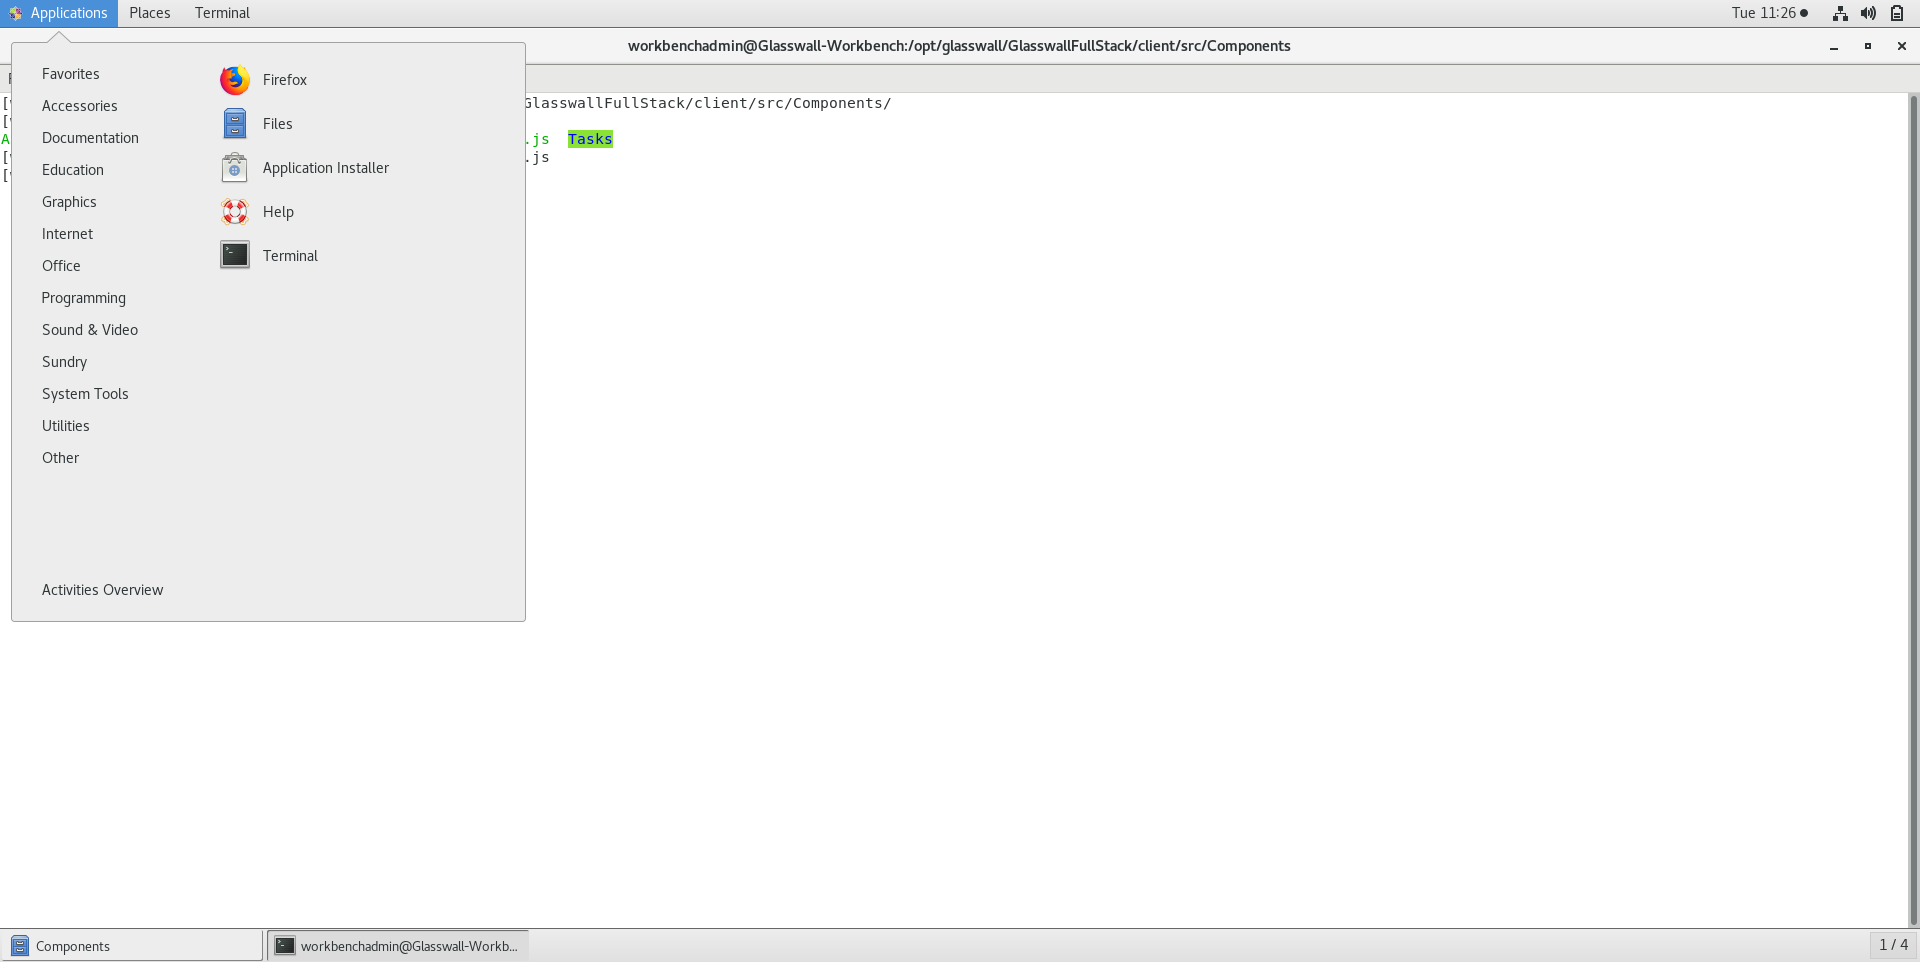 Applications Places Terminal Tue 11:26
workbenchadmin@Glasswall-Workbench:/opt/glasswall/GlasswallFullStack/client/src/Components
Favorites
Accessories
Documentation
Education
Graphics
Internet
Office
Programming
Sound & Video
Sundry
System Tools
Utilities
Other
Activities Overview
Firefox
Files
Application Installer
Help
Terminal
GlasswallFullStack/client/src/Components/
.js Tasks
.js
Components
workbenchadmin@Glasswall-Workb...
1 / 4